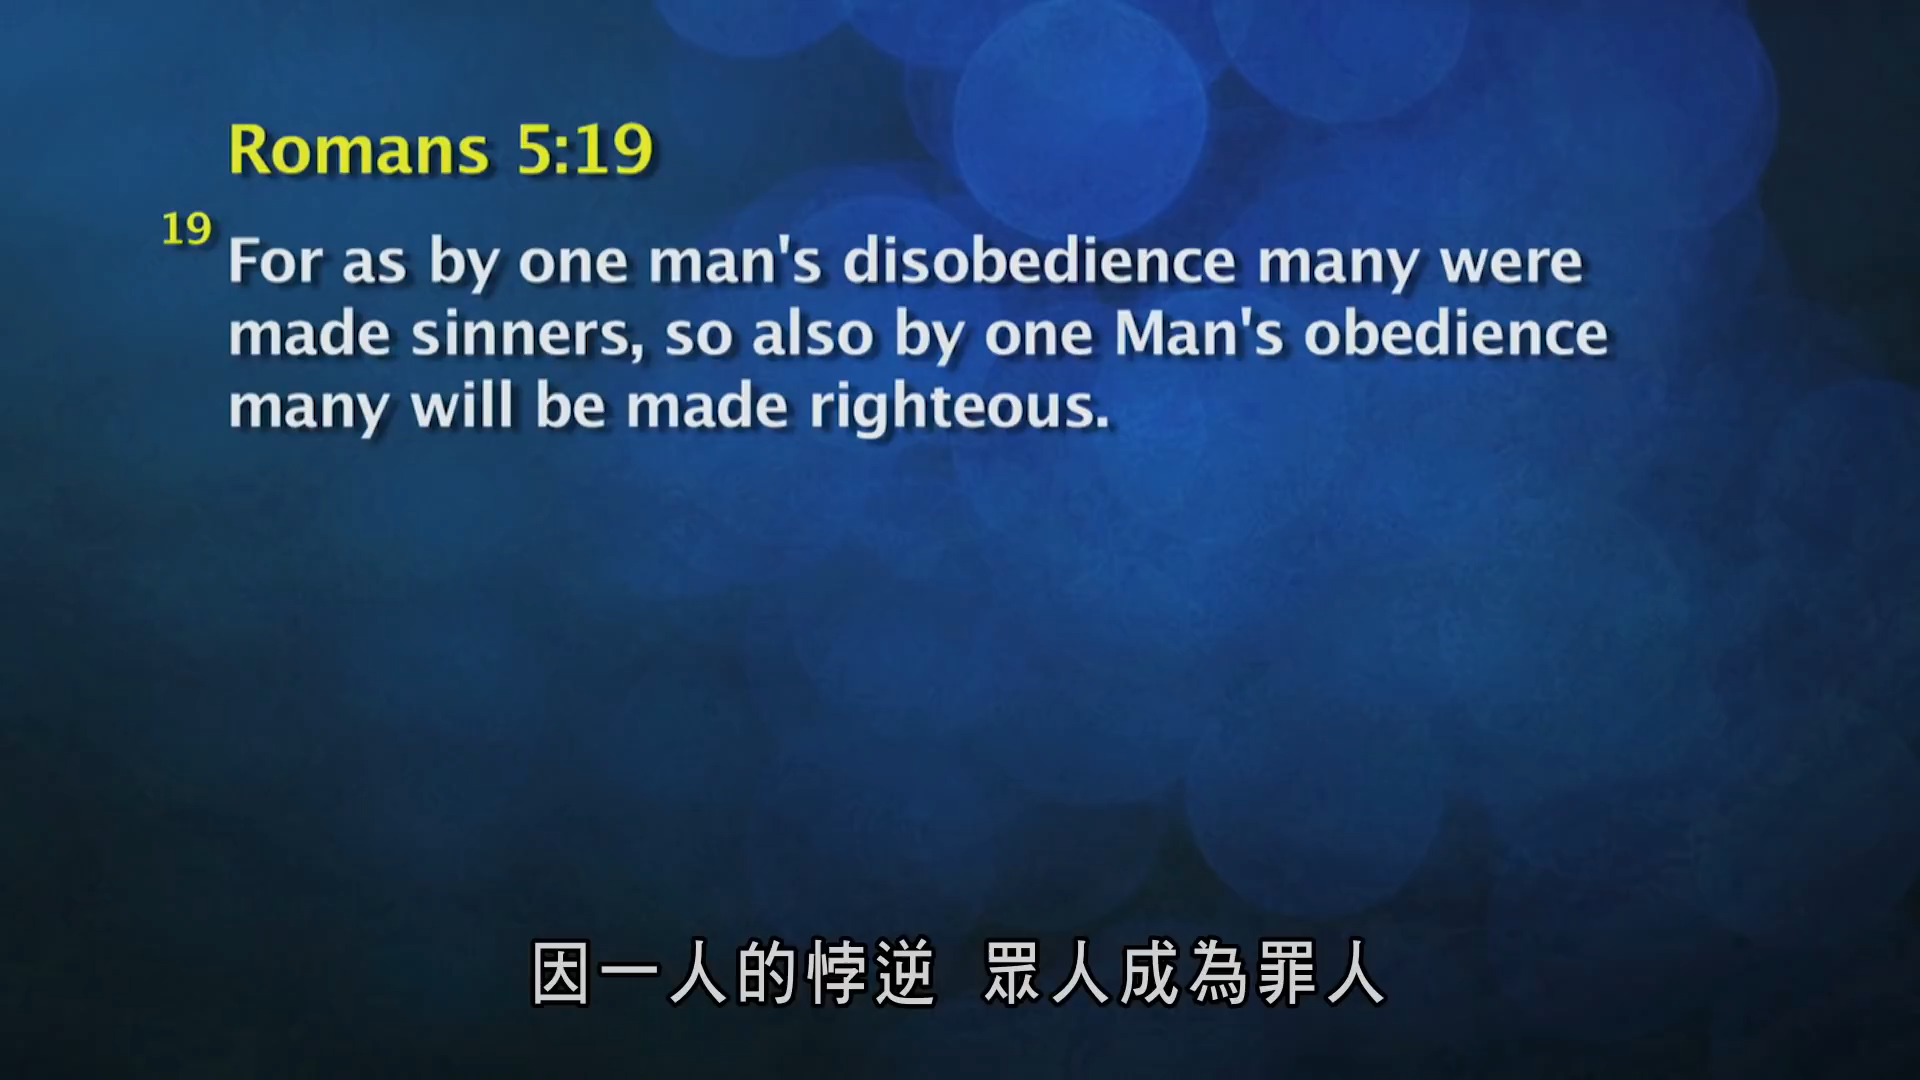 Romans 5:19
19 For as by one man's disobedience many were
made sinners, so also by one Man's obedience
many will be made righteous.
因一人的悖逆 眾人成為罪人